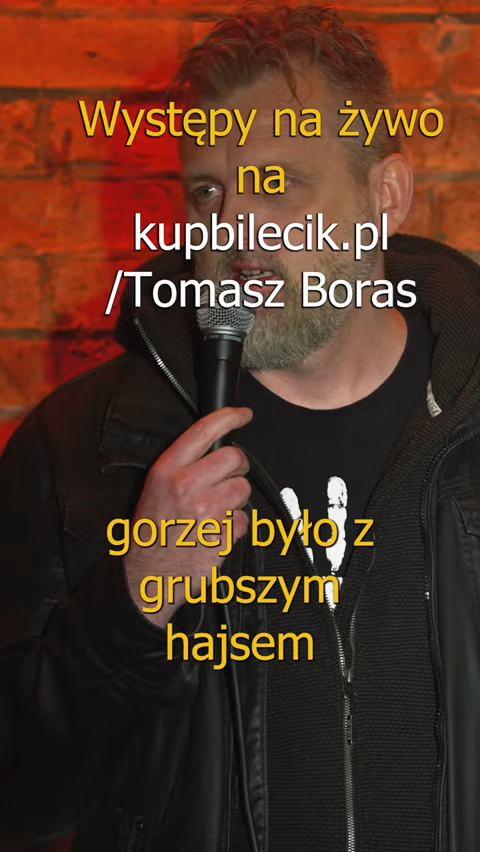 Występy na żywo
na
kupbilecik.pl
/Tomasz Boras
gorzej było z
grubszym
hajsem